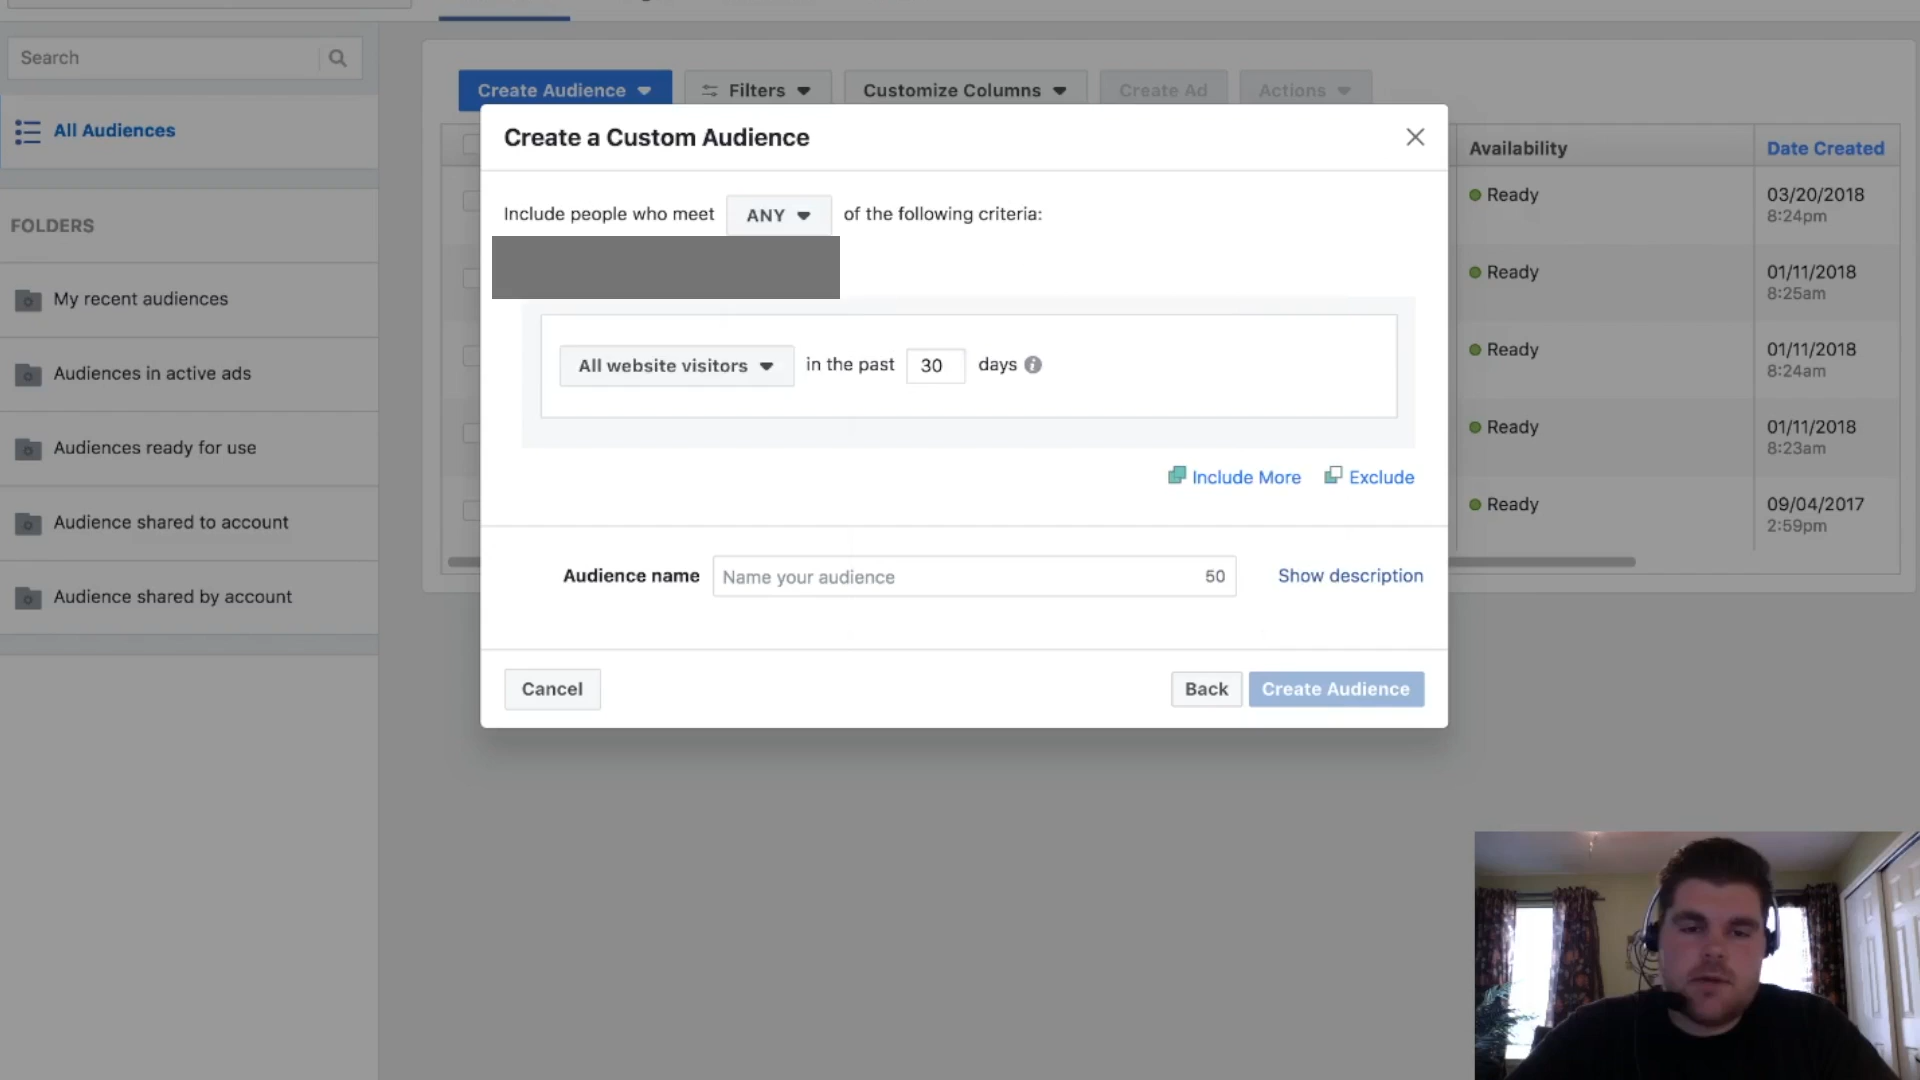 Search
All Audiences
FOLDERS
My recent audiences
Audiences in active ads
Audiences ready for use
Audience shared to account
Audience shared by account
Create Audience
Filters
Customize Columns
Create Ad
Actions
Create a Custom Audience
Include people who meet ANY of the following criteria:
All website visitors in the past 30 days
Include More Exclude
Audience name Name your audience 50 Show description
Cancel Back Create Audience
Availability Date Created
Ready 03/20/2018
8:24pm
Ready 01/11/2018
8:25am
Ready 01/11/2018
8:24am
Ready 01/11/2018
8:23am
Ready 09/04/2017
2:59pm